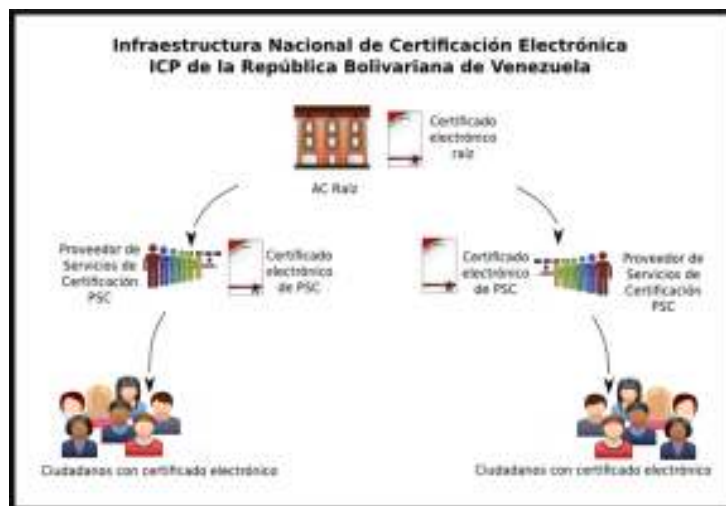 Infraestructura Nacional de Certificación Electrónica
ICP de la República Bolivariana de Venezuela
Certificado
electrónico
raíz
AC Raíz
Proveedor de
Servicios de
Certificación
PSC
Certificado
electrónico
de PSC
Certificado
electrónico
de PSC
Proveedor de
Servicios de
Certificación
PSC
Ciudadanos con certificado electrónico
Ciudadanos con certificado electrónico